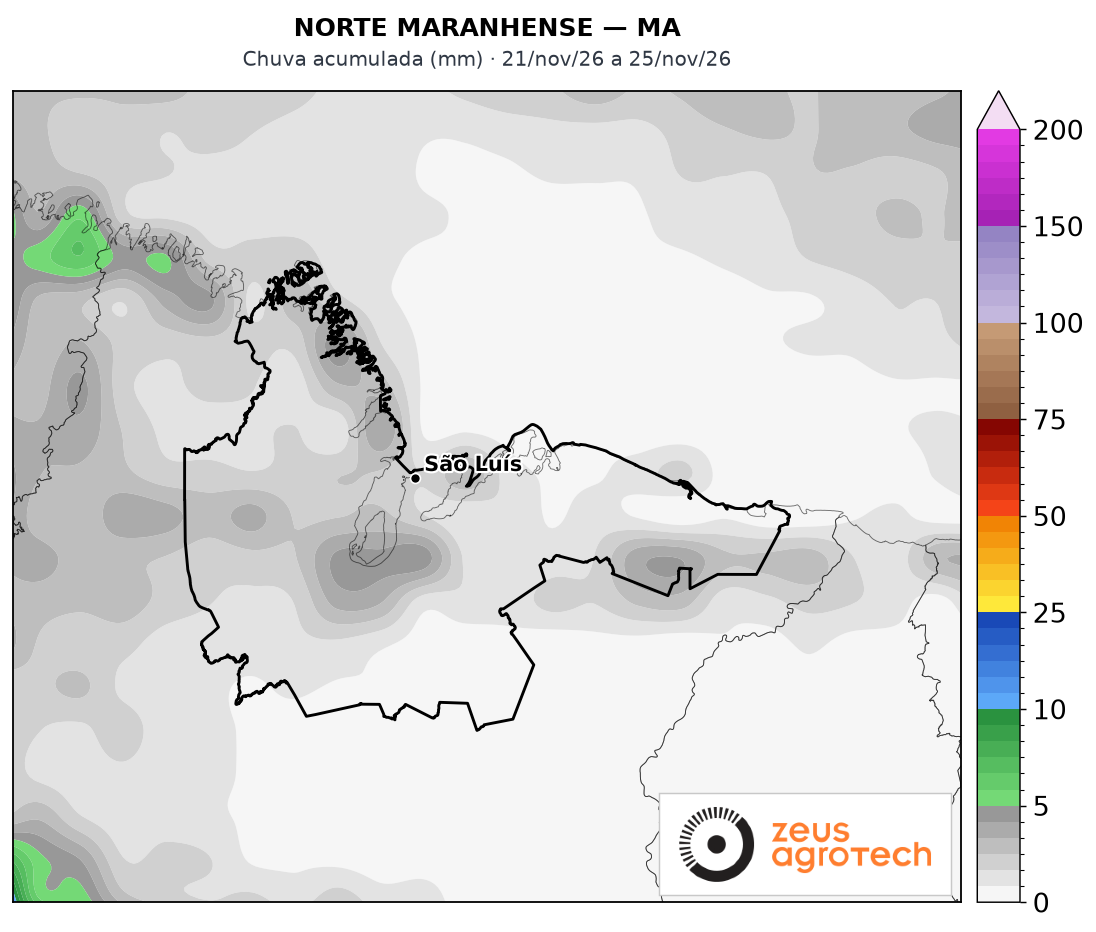 NORTE MARANHENSE — MA
Chuva acumulada (mm) · 21/nov/26 a 25/nov/26
São Luís
200
150
100
75
50
25
10
5
0
zeus
agrotech